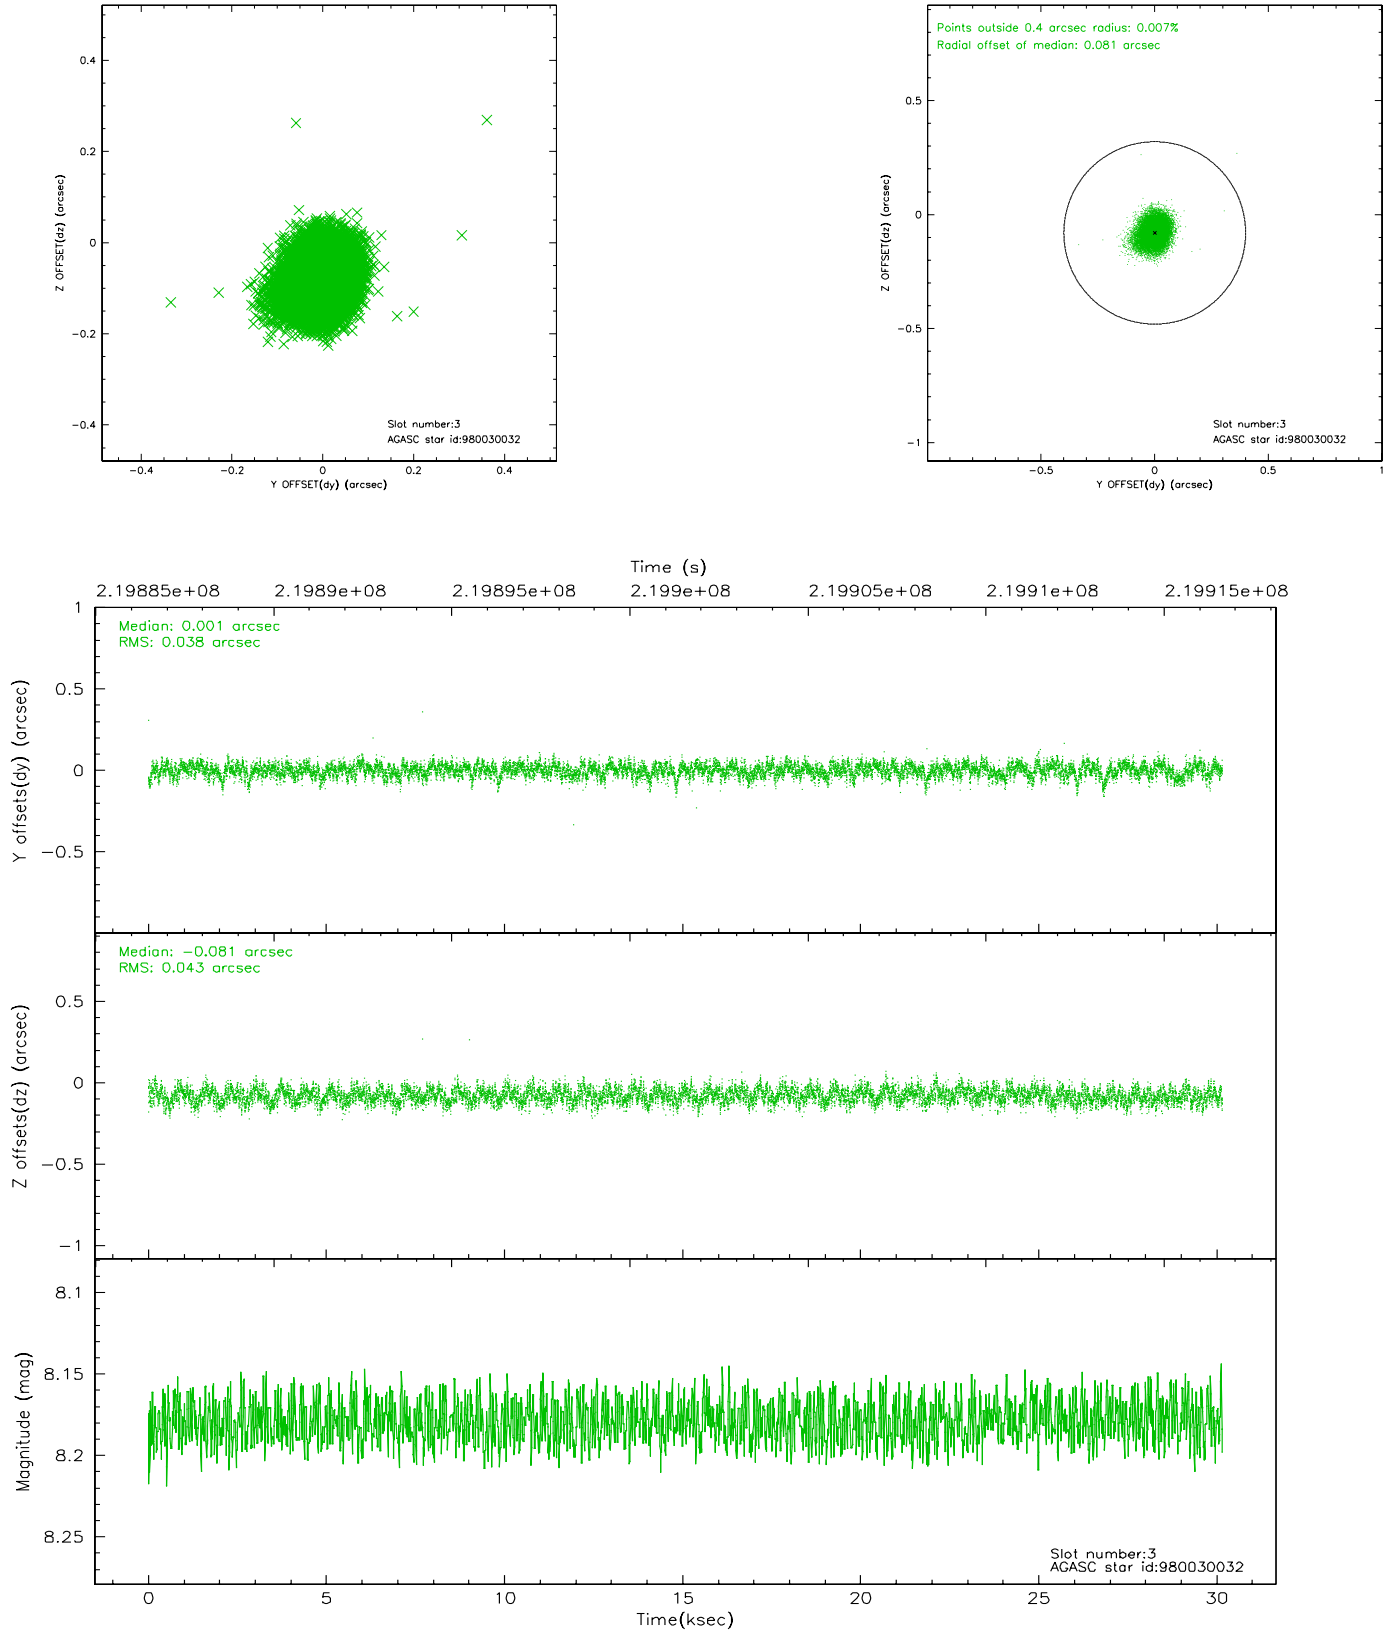 0.4
0.2
0
−0.2
−0.4
Z OFFSET(dz) (arcsec)
Slot number:3
AGASC star id:980030032
−0.4 −0.2 0 0.2 0.4
Y OFFSET(dy) (arcsec)
Points outside 0.4 arcsec radius: 0.007%
Radial offset of median: 0.081 arcsec
0.5
0
−0.5
−1
Z OFFSET(dz) (arcsec)
Slot number:3
AGASC star id:980030032
−0.5 0 0.5 1
Y OFFSET(dy) (arcsec)
Time (s)
2.19885e+08 2.1989e+08 2.19895e+08 2.199e+08 2.19905e+08 2.1991e+08 2.19915e+08
Median: 0.001 arcsec
RMS: 0.038 arcsec
1
0.5
0
−0.5
Y offsets(dy) (arcsec)
Median: −0.081 arcsec
RMS: 0.043 arcsec
0.5
0
−0.5
−1
Z offsets(dz) (arcsec)
8.1
8.15
8.2
8.25
Magnitude (mag)
Slot number:3
AGASC star id:980030032
0 5 10 15 20 25 30
Time(ksec)